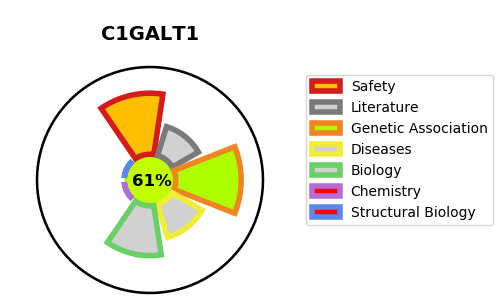 C1GALT1
61%
Safety
Literature
Genetic Association
Diseases
Biology
Chemistry
Structural Biology